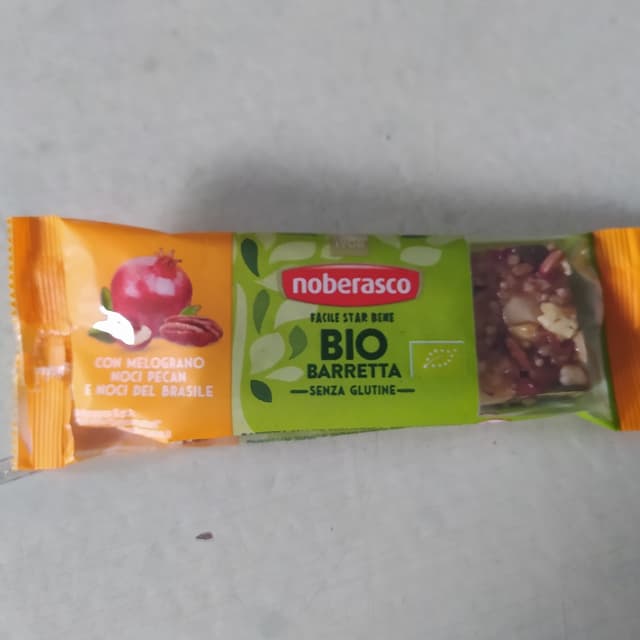 CON MELOGRANO
NOCI PECAN
E NOCI DEL BRASILE
noberasco
FACILE STAR BENE
BIO
BARRETTA
SENZA GLUTINE